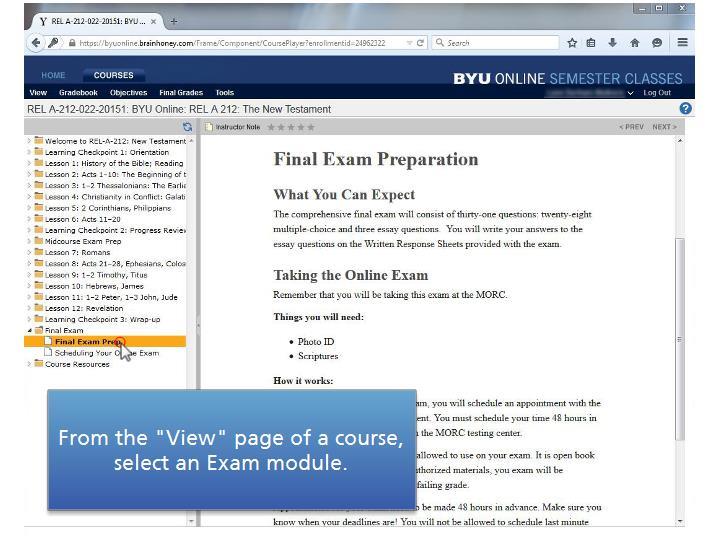 REL A-212-022-20151: BYU ...
https://byuonline.brainhoney.com/Frame/Component/CoursePlayer?enrollmentid=24962322
Search
HOME
COURSES
BYU ONLINE SEMESTER CLASSES
View Gradebook Objectives Final Grades Tools
Log Out
REL A-212-022-20151: BYU Online: REL A 212: The New Testament
Instructor Note
< PREV NEXT >
Welcome to REL-A-212: New Testament
Learning Checkpoint 1: Orientation
Lesson 1: History of the Bible; Reading
Lesson 2: Acts 1–10: The Beginning of t
Lesson 3: 1–2 Thessalonians: The Earlie
Lesson 4: Christianity in Conflict: Galati
Lesson 5: 2 Corinthians, Philippians
Lesson 6: Acts 11–20
Learning Checkpoint 2: Progress Review
Midcourse Exam Prep
Lesson 7: Romans
Lesson 8: Acts 21–28, Ephesians, Colos
Lesson 9: 1–2 Timothy, Titus
Lesson 10: Hebrews, James
Lesson 11: 1–2 Peter, 1–3 John, Jude
Lesson 12: Revelation
Learning Checkpoint 3: Wrap-up
Final Exam
Final Exam Prep
Scheduling Your Online Exam
Course Resources
Final Exam Preparation
What You Can Expect
The comprehensive final exam will consist of thirty-one questions: twenty-eight
multiple-choice and three essay questions. You will write your answers to the
essay questions on the Written Response Sheets provided with the exam.
Taking the Online Exam
Remember that you will be taking this exam at the MORC.
Things you will need:
• Photo ID
• Scriptures
How it works:
am, you will schedule an appointment with the
ent. You must schedule your time 48 hours in
the MORC testing center.
allowed to use on your exam. It is open book
thorized materials, you exam will be
failing grade.
to be made 48 hours in advance. Make sure you
know when your deadlines are! You will not be allowed to schedule last minute
From the "View" page of a course,
select an Exam module.